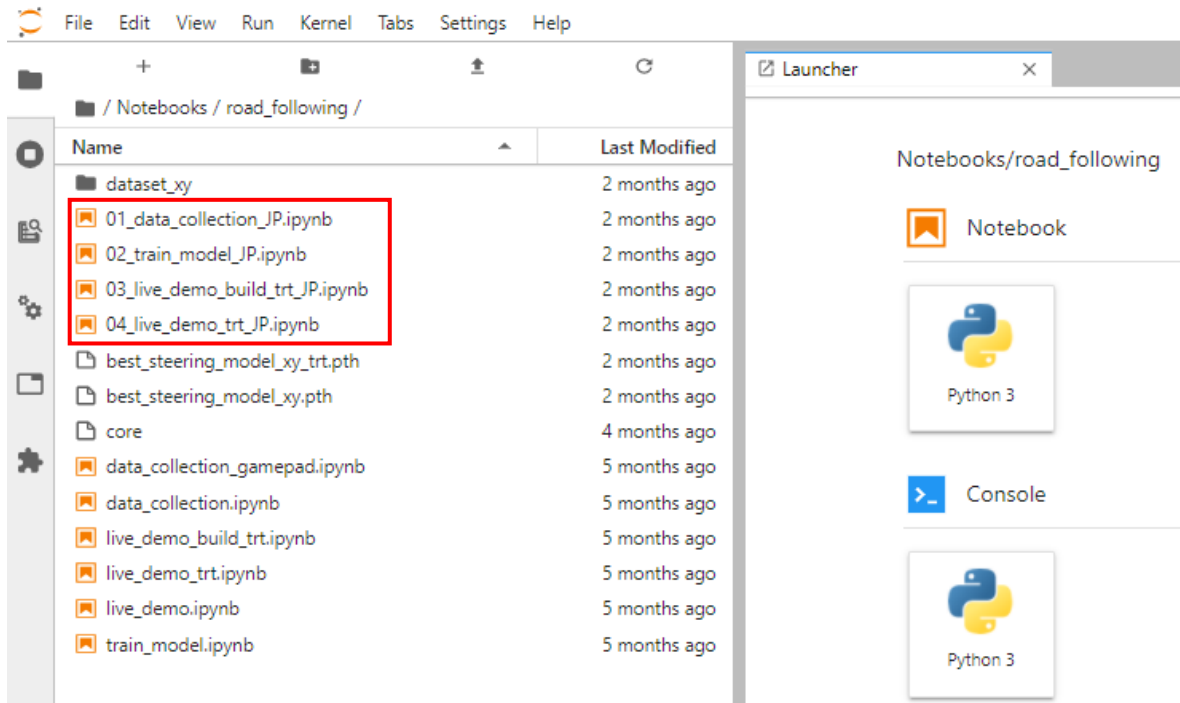 File Edit View Run Kernel Tabs Settings Help
/ Notebooks / road_following /
Name Last Modified
dataset_xy 2 months ago
01_data_collection_JP.ipynb 2 months ago
02_train_model_JP.ipynb 2 months ago
03_live_demo_build_trt_JP.ipynb 2 months ago
04_live_demo_trt_JP.ipynb 2 months ago
best_steering_model_xy_trt.pth 2 months ago
best_steering_model_xy.pth 2 months ago
core 4 months ago
data_collection_gamepad.ipynb 5 months ago
data_collection.ipynb 5 months ago
live_demo_build_trt.ipynb 5 months ago
live_demo_trt.ipynb 5 months ago
live_demo.ipynb 5 months ago
train_model.ipynb 5 months ago
Launcher
Notebooks/road_following
Notebook
Python 3
Console
Python 3